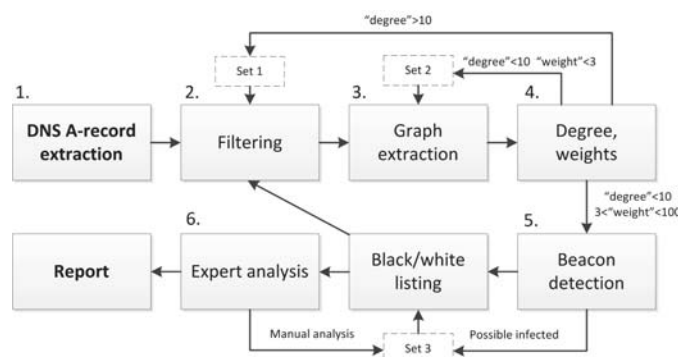 "degree">10
Set 1
Set 2
"degree"<10 "weight"<3
1.
2.
3.
4.
DNS A-record
extraction
Filtering
Graph
extraction
Degree,
weights
"degree"<10
3<"weight"<100
6.
5.
Report
Expert analysis
Black/white
listing
Beacon
detection
Manual analysis
Set 3
Possible infected